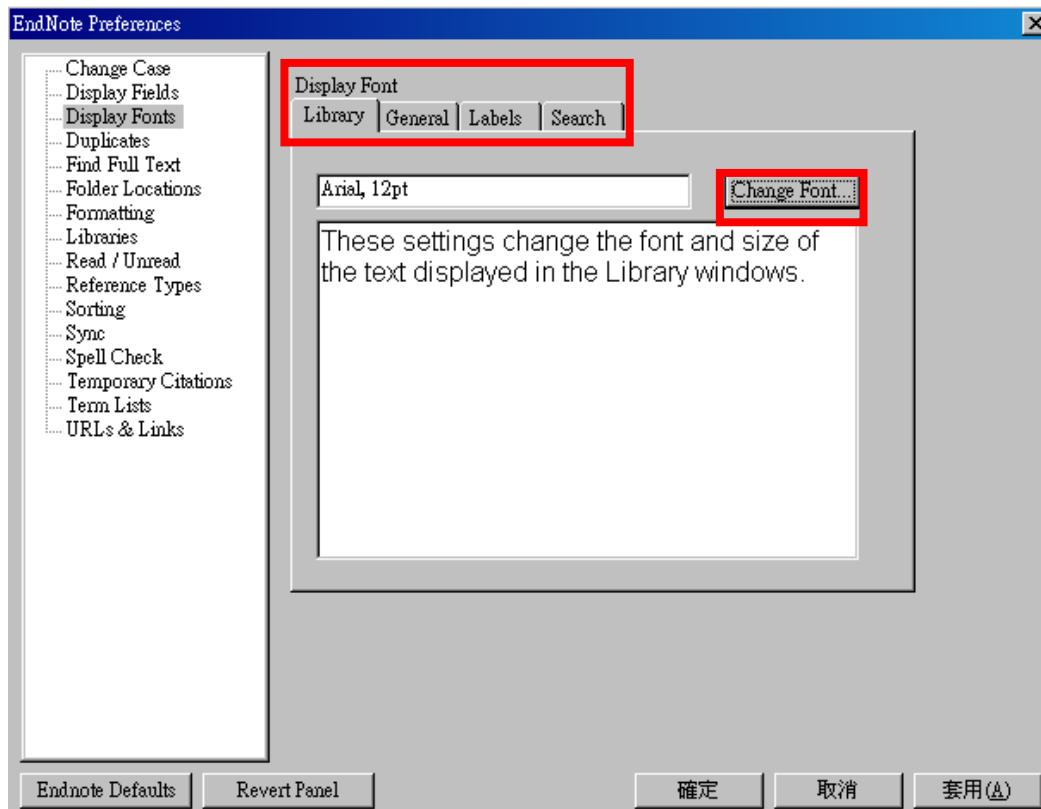 EndNote Preferences
Change Case
Display Fields
Display Fonts
Duplicates
Find Full Text
Folder Locations
Formatting
Libraries
Read / Unread
Reference Types
Sorting
Sync
Spell Check
Temporary Citations
Term Lists
URLs & Links
Display Font
Library General Labels Search
Arial, 12pt
Change Font...
These settings change the font and size of
the text displayed in the Library windows.
Endnote Defaults Revert Panel 確定 取消 套用(A)